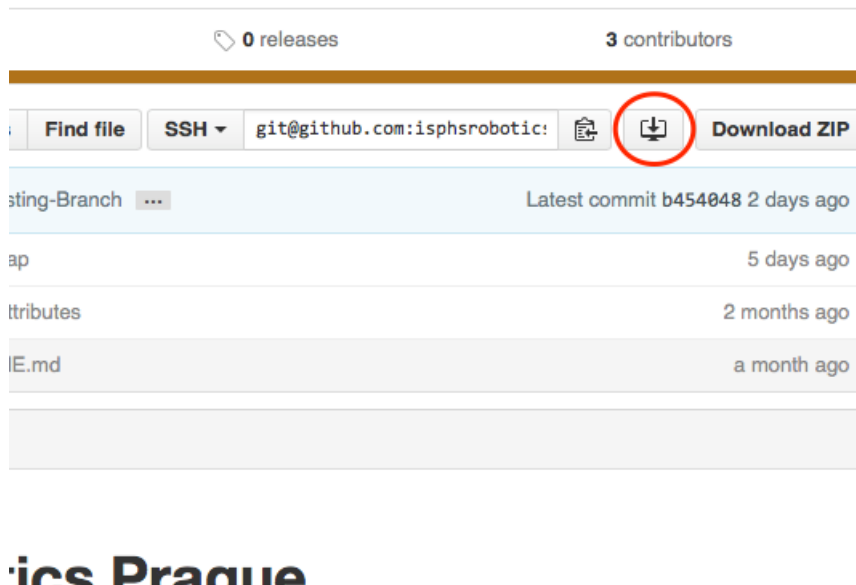 0 releases 3 contributors
Find file SSH git@github.com:isphsrobotic: Download ZIP
sting-Branch ... Latest commit b454048 2 days ago
ap 5 days ago
ttributes 2 months ago
IE.md a month ago
rics Prague